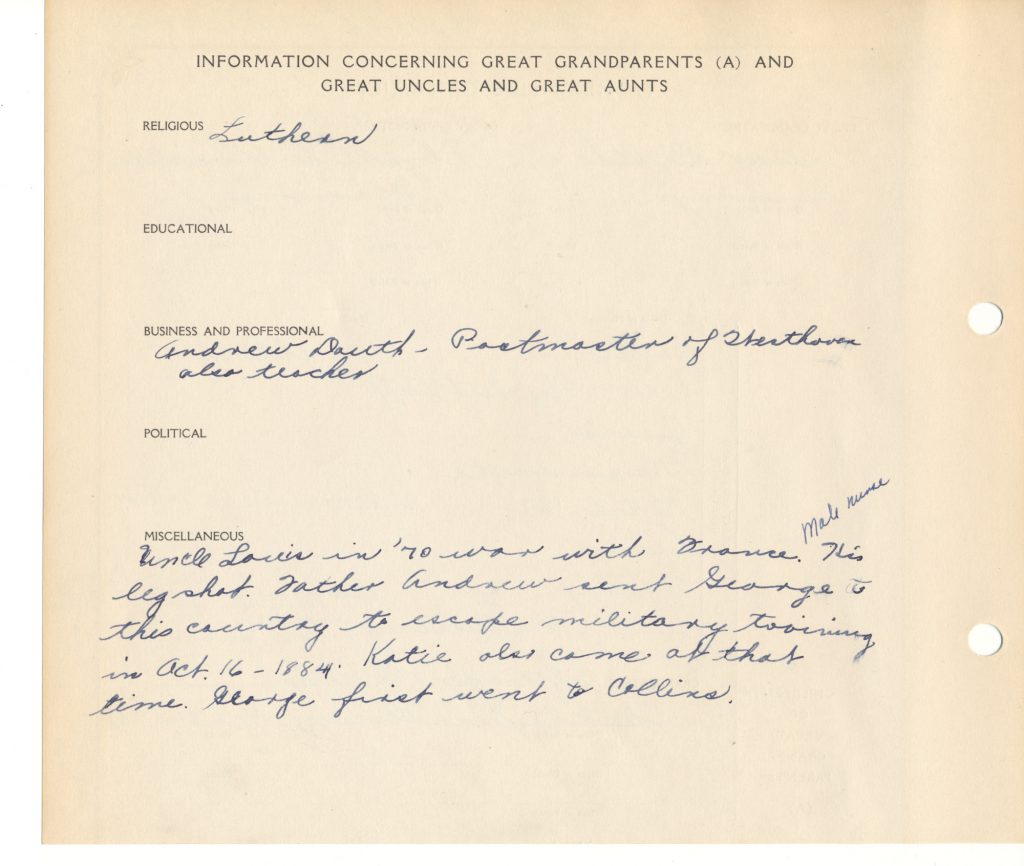 INFORMATION CONCERNING GREAT GRANDPARENTS (A) AND
GREAT UNCLES AND GREAT AUNTS
RELIGIOUS Luthern
EDUCATIONAL
BUSINESS AND PROFESSIONAL
Andrew Dauth - Postmaster of Westhoven
also teacher
POLITICAL
Male nurse
MISCELLANEOUS
Uncle Louis in '70 war with France. His
leg shot. Father Andrew sent George to
this country to escape military training
in Oct. 16 - 1884. Katie also came at that
time. George first went to Collins.